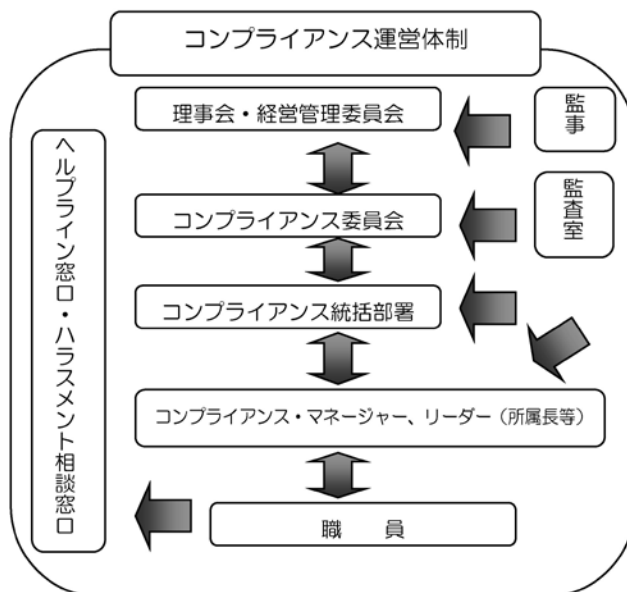 コンプライアンス運営体制
理事会・経営管理委員会
監事
ヘルプライン窓口・ハラスメント相談窓口
コンプライアンス委員会
監査室
コンプライアンス統括部署
コンプライアンス・マネージャー、リーダー（所属長等）
職　員